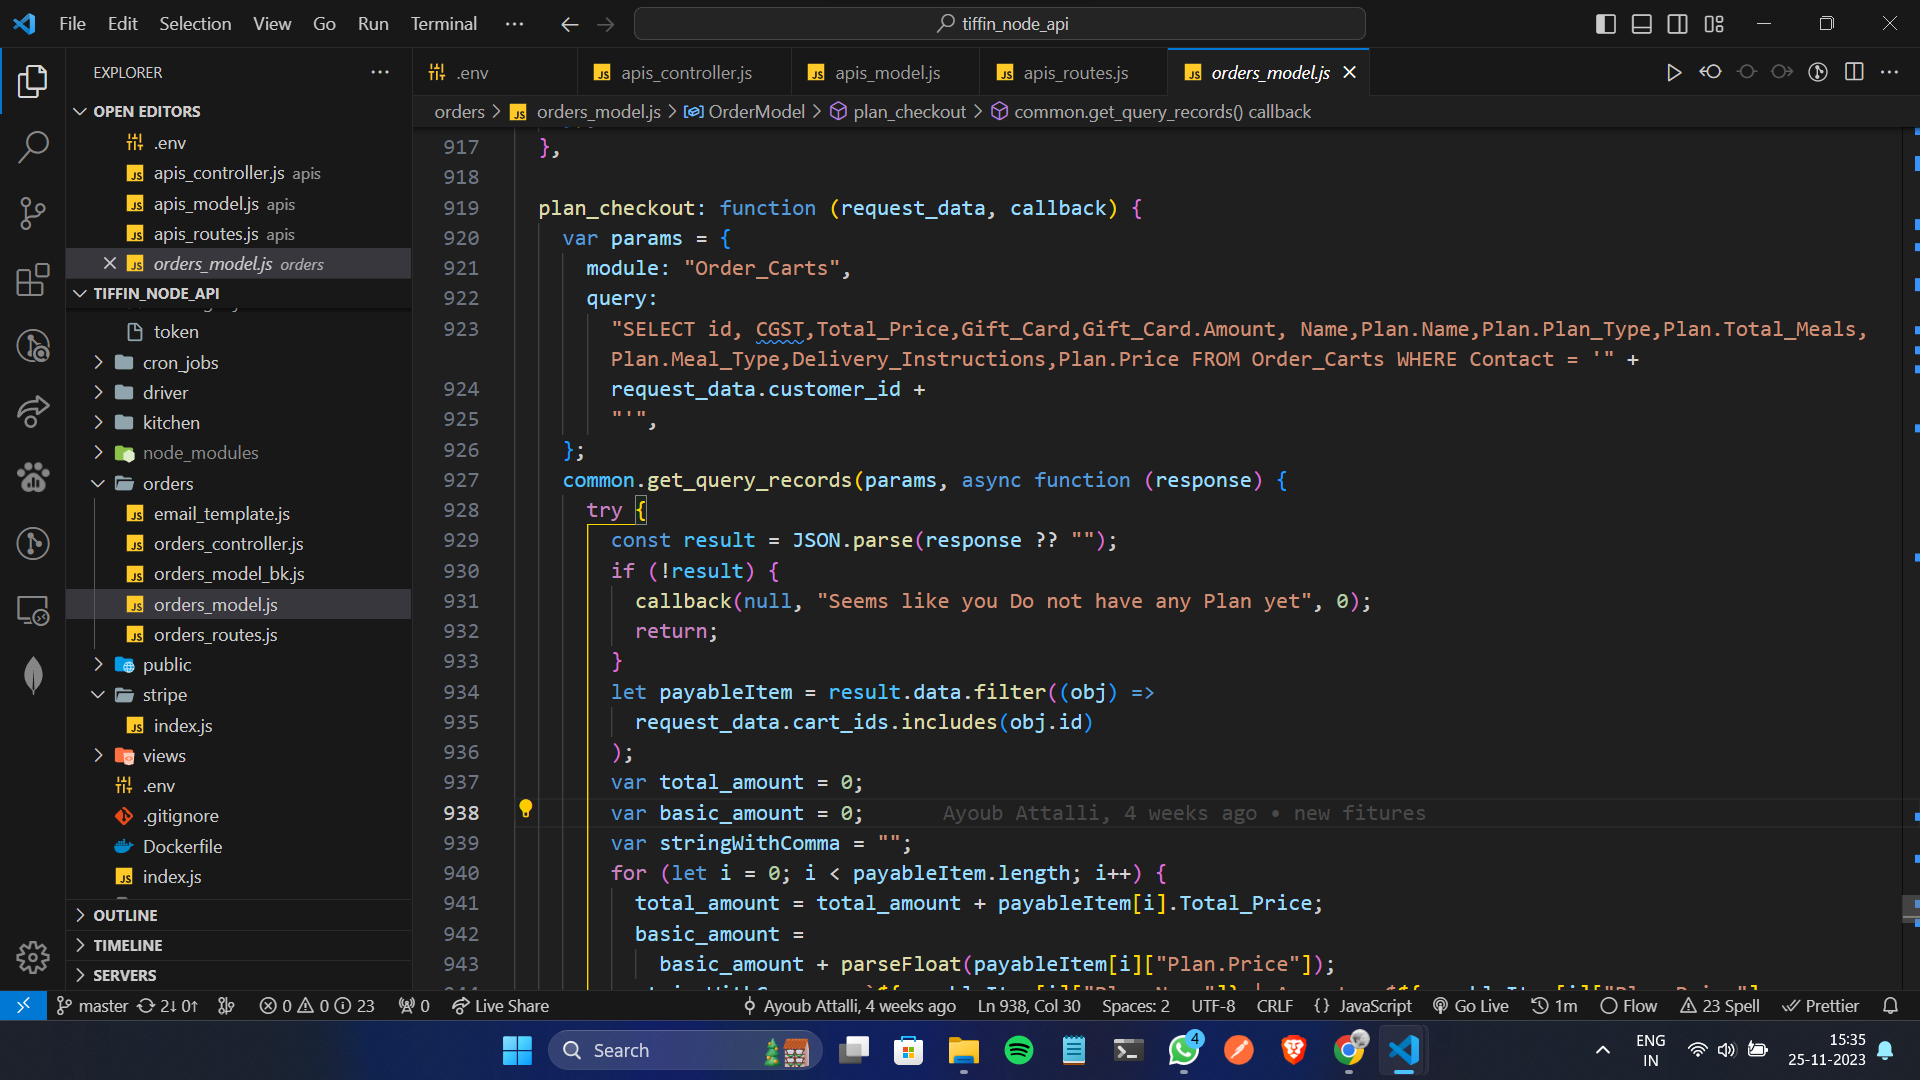 File Edit Selection View Go Run Terminal ··· tiffin_node_api
EXPLORER ···
OPEN EDITORS
.env
apis_controller.js apis
apis_model.js apis
apis_routes.js apis
orders_model.js orders
TIFFIN_NODE_API
token
cron_jobs
driver
kitchen
node_modules
orders
email_template.js
orders_controller.js
orders_model_bk.js
orders_model.js
orders_routes.js
public
stripe
index.js
views
.env
.gitignore
Dockerfile
index.js
OUTLINE
TIMELINE
SERVERS
.env apis_controller.js apis_model.js apis_routes.js orders_model.js
orders > orders_model.js > OrderModel > plan_checkout > common.get_query_records() callback
917 },
918
919 plan_checkout: function (request_data, callback) {
920 var params = {
921 module: "Order_Carts",
922 query:
923 "SELECT id, CGST,Total_Price,Gift_Card,Gift_Card.Amount, Name,Plan.Name,Plan.Plan_Type,Plan.Total_Meals,
Plan.Meal_Type,Delivery_Instructions,Plan.Price FROM Order_Carts WHERE Contact = '" +
924 request_data.customer_id +
925 "'",
926 };
927 common.get_query_records(params, async function (response) {
928 try {
929 const result = JSON.parse(response ?? "");
930 if (!result) {
931 callback(null, "Seems like you Do not have any Plan yet", 0);
932 return;
933 }
934 let payableItem = result.data.filter((obj) =>
935 request_data.cart_ids.includes(obj.id)
936 );
937 var total_amount = 0;
938 var basic_amount = 0; Ayoub Attalli, 4 weeks ago • new fitures
939 var stringWithComma = "";
940 for (let i = 0; i < payableItem.length; i++) {
941 total_amount = total_amount + payableItem[i].Total_Price;
942 basic_amount =
943 basic_amount + parseFloat(payableItem[i]["Plan.Price"]);
master 2↓ 0↑ 0 0 23 0 Live Share Ayoub Attalli, 4 weeks ago Ln 938, Col 30 Spaces: 2 UTF-8 CRLF {} JavaScript Go Live 1m Flow 23 Spell Prettier
Search 4 ENG
IN 15:35
25-11-2023